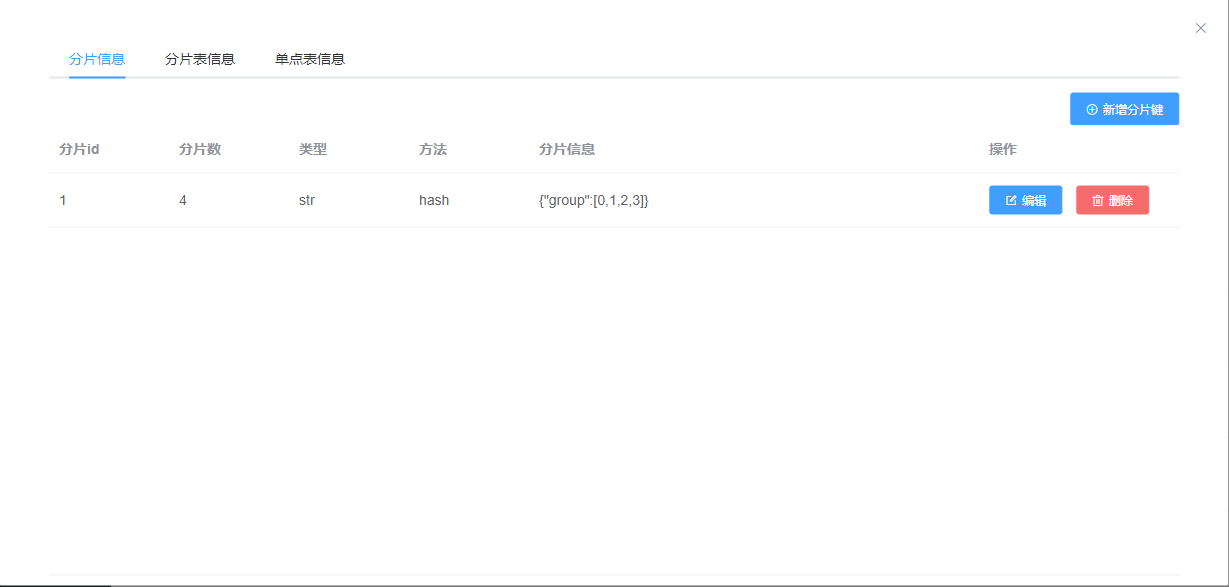 分片信息 分片表信息 单点表信息
新增分片键
分片id 分片数 类型 方法 分片信息 操作
1 4 str hash {"group":[0,1,2,3]} 编辑 删除